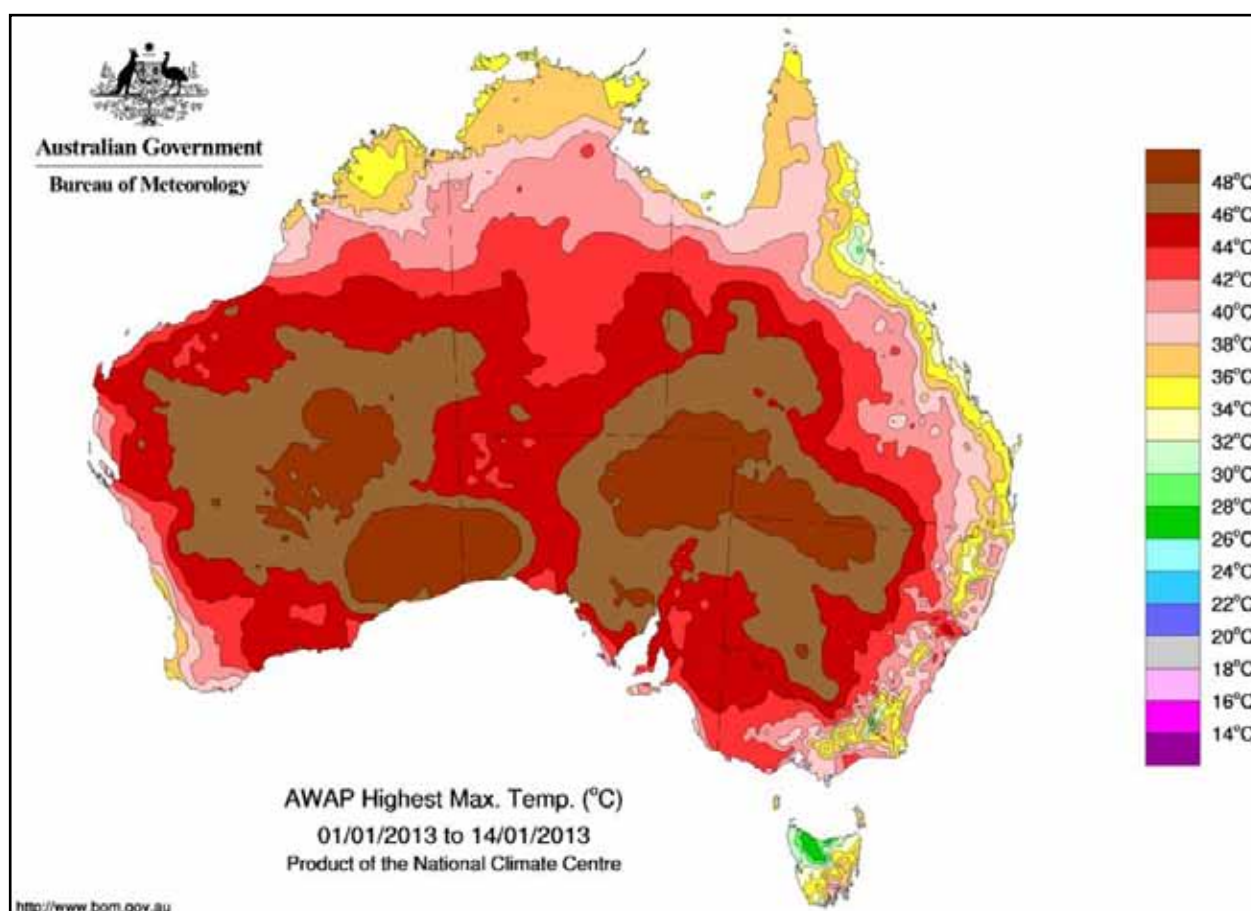 Australian Government
Bureau of Meteorology
48°C
46°C
44°C
42°C
40°C
38°C
36°C
34°C
32°C
30°C
28°C
26°C
24°C
22°C
20°C
18°C
16°C
14°C
AWAP Highest Max. Temp. (°C)
01/01/2013 to 14/01/2013
Product of the National Climate Centre
http://www.bom.gov.au